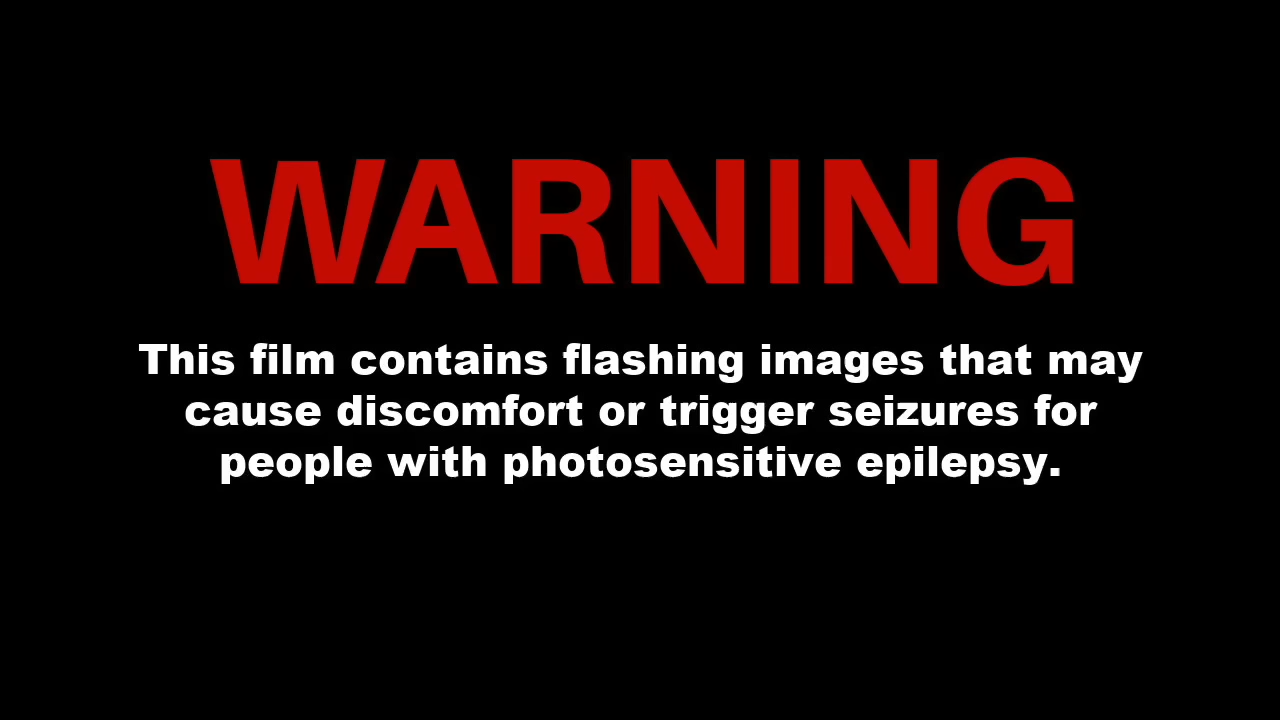 WARNING
This film contains flashing images that may
cause discomfort or trigger seizures for
people with photosensitive epilepsy.